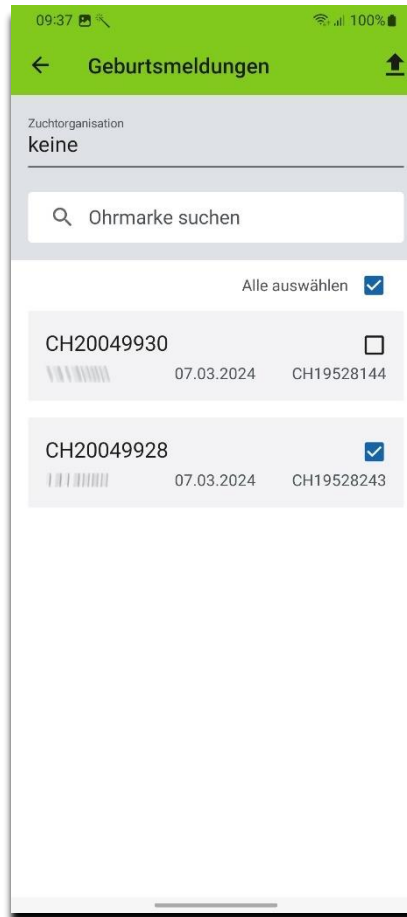 09:37 100%
Geburtsmeldungen
Zuchtorganisation
keine
Ohrmarke suchen
Alle auswählen
CH20049930
07.03.2024 CH19528144
CH20049928
07.03.2024 CH19528243